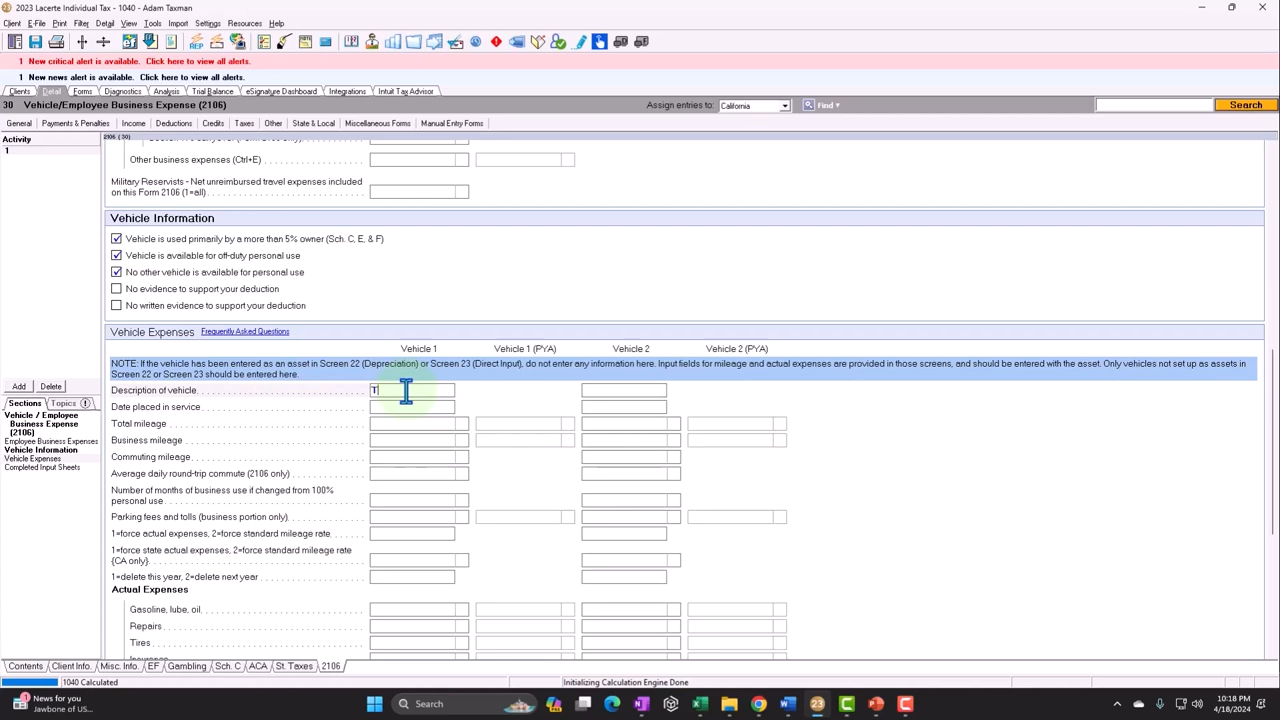 2023 Lacerte Individual Tax - 1040 - Adam Taxman
Client E-File Print Filter Detail View Tools Import Settings Resources Help
1 New critical alert is available. Click here to view all alerts.
1 New news alert is available. Click here to view all alerts.
Clients Detail Forms Diagnostics Analysis Trial Balance eSignature Dashboard Integrations Intuit Tax Advisor
30 Vehicle/Employee Business Expense (2106) Assign entries to: California Find Search
General Payments & Penalties Income Deductions Credits Taxes Other State & Local Miscellaneous Forms Manual Entry Forms
Activity
2106 (30)
1
Other business expenses (Ctrl+E)
Military Reservists - Net unreimbursed travel expenses included
on this Form 2106 (1=all)
Vehicle Information
Vehicle is used primarily by a more than 5% owner (Sch. C, E, & F)
Vehicle is available for off-duty personal use
No other vehicle is available for personal use
No evidence to support your deduction
No written evidence to support your deduction
Vehicle Expenses Frequently Asked Questions
Vehicle 1 Vehicle 1 (PYA) Vehicle 2 Vehicle 2 (PYA)
NOTE: If the vehicle has been entered as an asset in Screen 22 (Depreciation) or Screen 23 (Direct Input), do not enter any information here. Input fields for mileage and actual expenses are provided in those screens, and should be entered with the asset. Only vehicles not set up as assets in
Screen 22 or Screen 23 should be entered here.
Description of vehicle T
Date placed in service
Total mileage
Business mileage
Commuting mileage
Average daily round-trip commute (2106 only)
Number of months of business use if changed from 100%
personal use
Parking fees and tolls (business portion only)
1=force actual expenses, 2=force standard mileage rate
1=force state actual expenses, 2=force standard mileage rate
{CA only}
1=delete this year, 2=delete next year
Actual Expenses
Gasoline, lube, oil
Repairs
Tires
Insurance
Add Delete
Sections Topics
Vehicle / Employee
Business Expense
(2106)
Employee Business Expenses
Vehicle Information
Vehicle Expenses
Completed Input Sheets
Contents Client Info. Misc. Info. EF Gambling Sch. C ACA St. Taxes 2106
1040 Calculated Initializing Calculation Engine Done
News for you
Jawbone of US...
1
Search
23
10:18 PM
4/18/2024